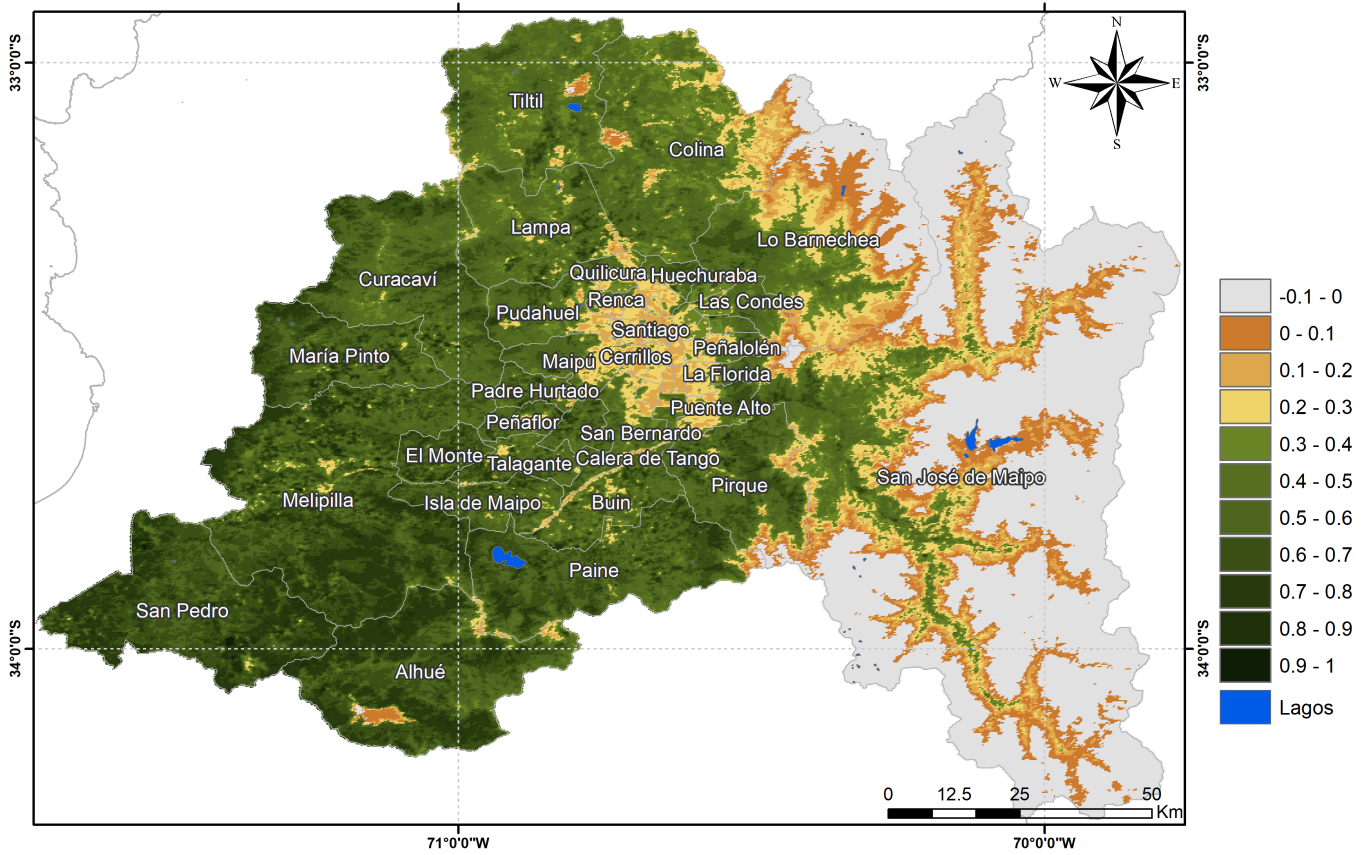 N
W
E
S
33°0'0"S
33°0'0"S
Tiltil
Colina
Lampa
Lo Barnechea
Quilicura
Huechuraba
Curacaví
Renca
Las Condes
Pudahuel
Santiago
María Pinto
Maipú
Cerrillos
Peñalolén
La Florida
Padre Hurtado
Puente Alto
Peñaflor
San Bernardo
El Monte
Talagante
Calera de Tango
San José de Maipo
Pirque
Melipilla
Isla de Maipo
Buin
Paine
San Pedro
Alhué
34°0'0"S
34°0'0"S
-0.1 - 0
0 - 0.1
0.1 - 0.2
0.2 - 0.3
0.3 - 0.4
0.4 - 0.5
0.5 - 0.6
0.6 - 0.7
0.7 - 0.8
0.8 - 0.9
0.9 - 1
Lagos
0 12.5 25 50
Km
71°0'0"W
70°0'0"W